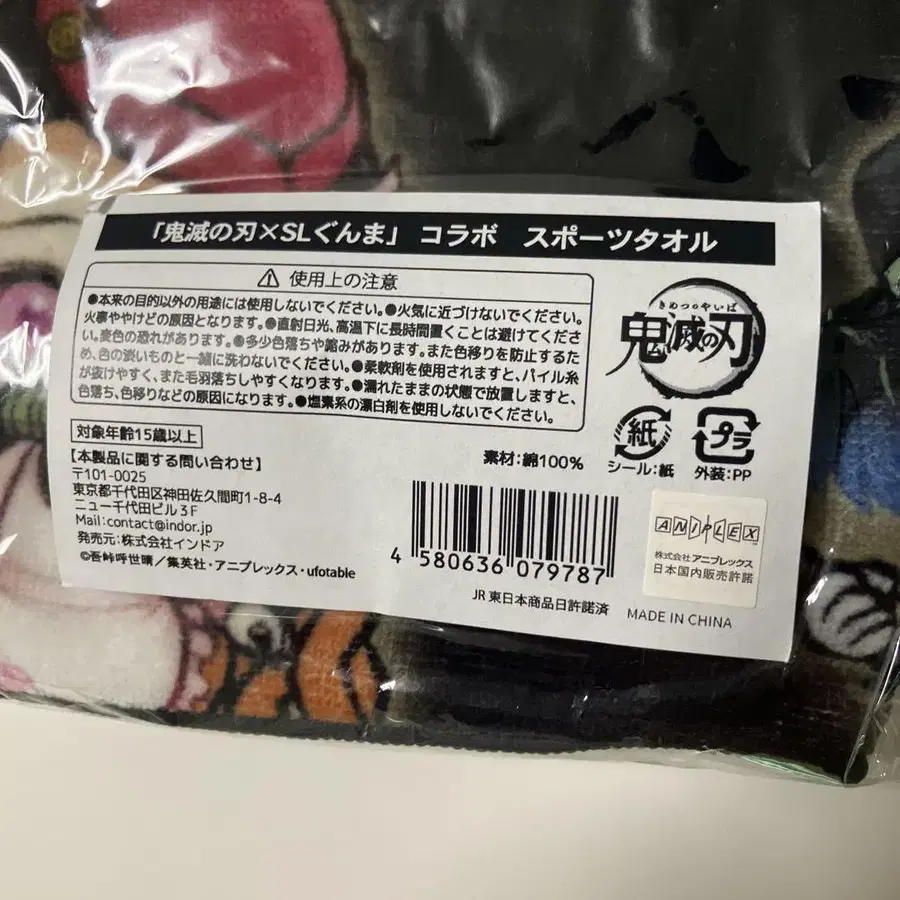 「鬼滅の刃×SLぐんま」 コラボ スポーツタオル
⚠ 使用上の注意
●本来の目的以外の用途には使用しないでください。●火気に近づけないでください。
火事ややけどの原因となります。●直射日光、高温下に長時間置くことは避けてくださ
い。変色の恐れがあります。●多少色落ちや縮みがあります。また色移りを防止するた
め、色の淡いものと一緒に洗わないでください。●柔軟剤を使用されますと、パイル糸
が抜けやすく、また毛羽落ちしやすくなります。●濡れたままの状態で放置しますと、
色落ち、色移りなどの原因になります。●塩素系の漂白剤を使用しないでください。
きめつのやいば
鬼滅の刃
対象年齢15歳以上
【本製品に関する問い合わせ】
〒101-0025
東京都千代田区神田佐久間町1-8-4
ニュー千代田ビル3F
Mail:contact@indor.jp
発売元:株式会社インドア
©吾峠呼世晴/集英社・アニプレックス・ufotable
素材:綿100%
紙
シール:紙
プラ
外装:PP
4 580636 079787
JR東日本商品日許諾済
ANIPLEX
株式会社 アニプレックス
日本国内販売許諾
MADE IN CHINA